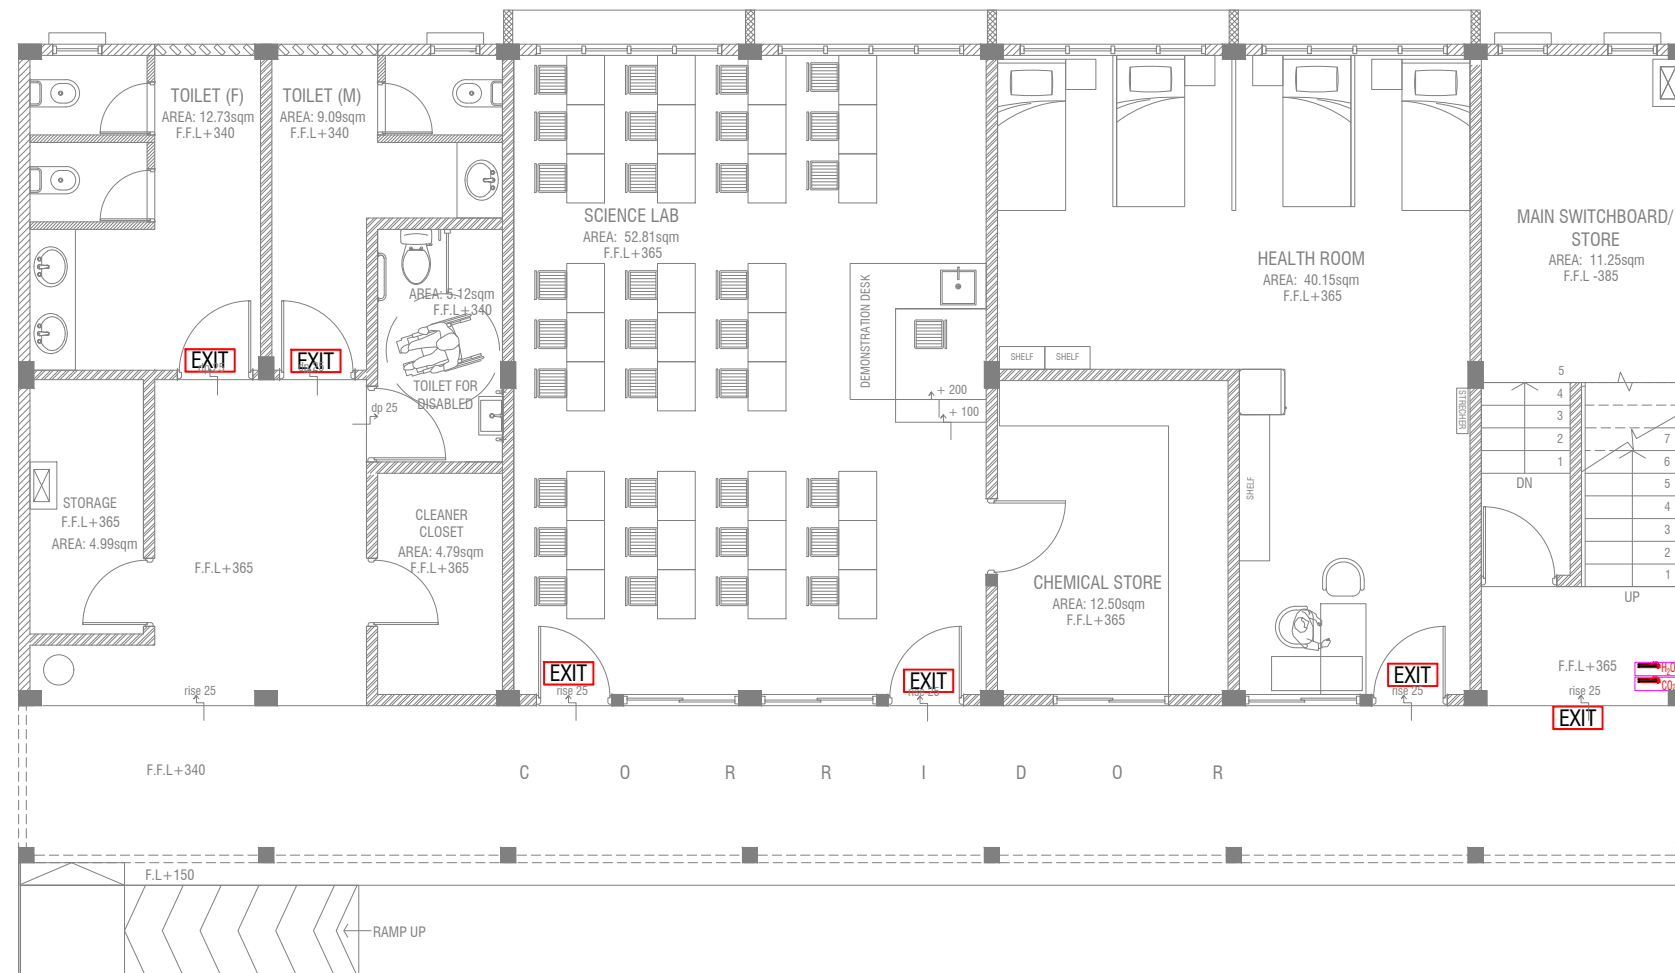 TOILET (F)
AREA: 12.73sqm
F.F.L+340
TOILET (M)
AREA: 9.09sqm
F.F.L+340
SCIENCE LAB
AREA: 52.81sqm
F.F.L+365
MAIN SWITCHBOARD/
STORE
AREA: 11.25sqm
F.F.L -385
HEALTH ROOM
AREA: 40.15sqm
F.F.L+365
AREA: 5.12sqm
F.F.L+340
DEMONSTRATION DESK
EXIT
EXIT
SHELF
SHELF
TOILET FOR
DISABLED
dp 25
+ 200
+ 100
STRECHER
5
4
3
2
1
DN
7
6
5
4
3
2
1
UP
SHELF
STORAGE
F.F.L+365
AREA: 4.99sqm
CLEANER
CLOSET
AREA: 4.79sqm
F.F.L+365
F.F.L+365
CHEMICAL STORE
AREA: 12.50sqm
F.F.L+365
EXIT
EXIT
EXIT
F.F.L+365
H2O
CO2
rise 25
rise 25
rise 25
rise 25
rise 25
EXIT
F.F.L+340
C O R R I D O R
F.L+150
RAMP UP